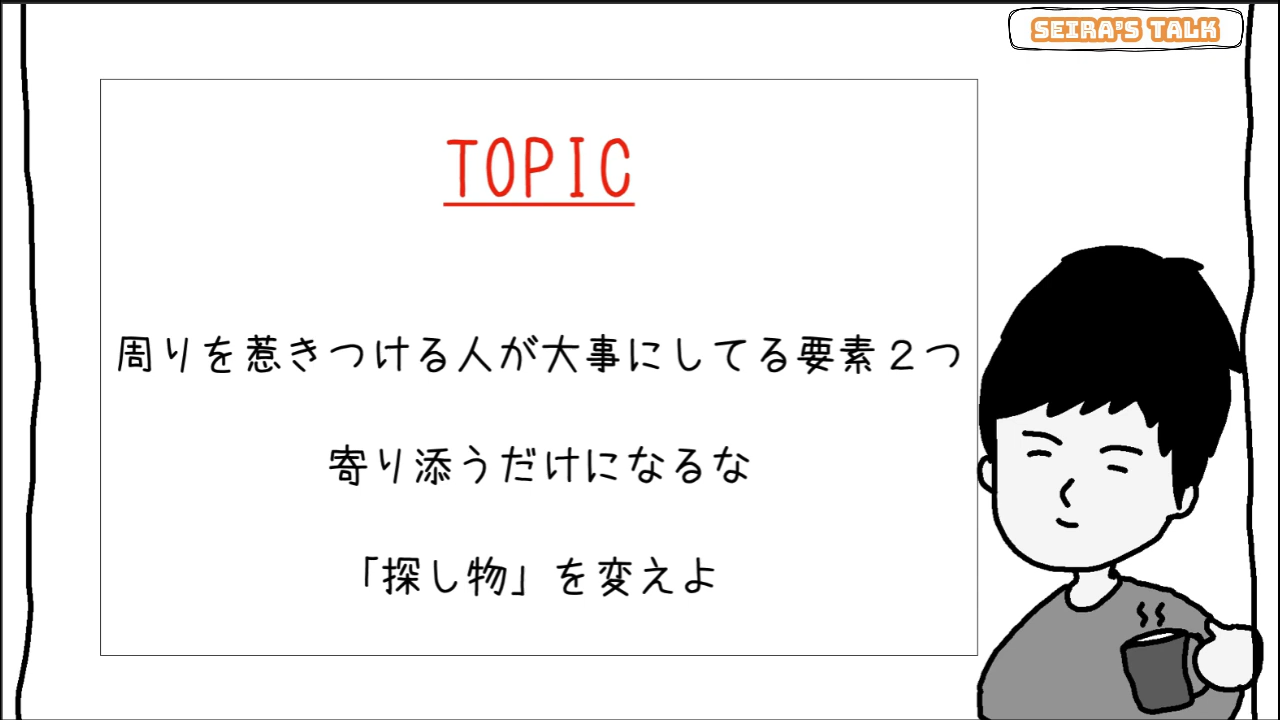 SEIRA'S TALK
TOPIC
周りを惹きつける人が大事にしてる要素２つ
寄り添うだけになるな
「探し物」を変えよ